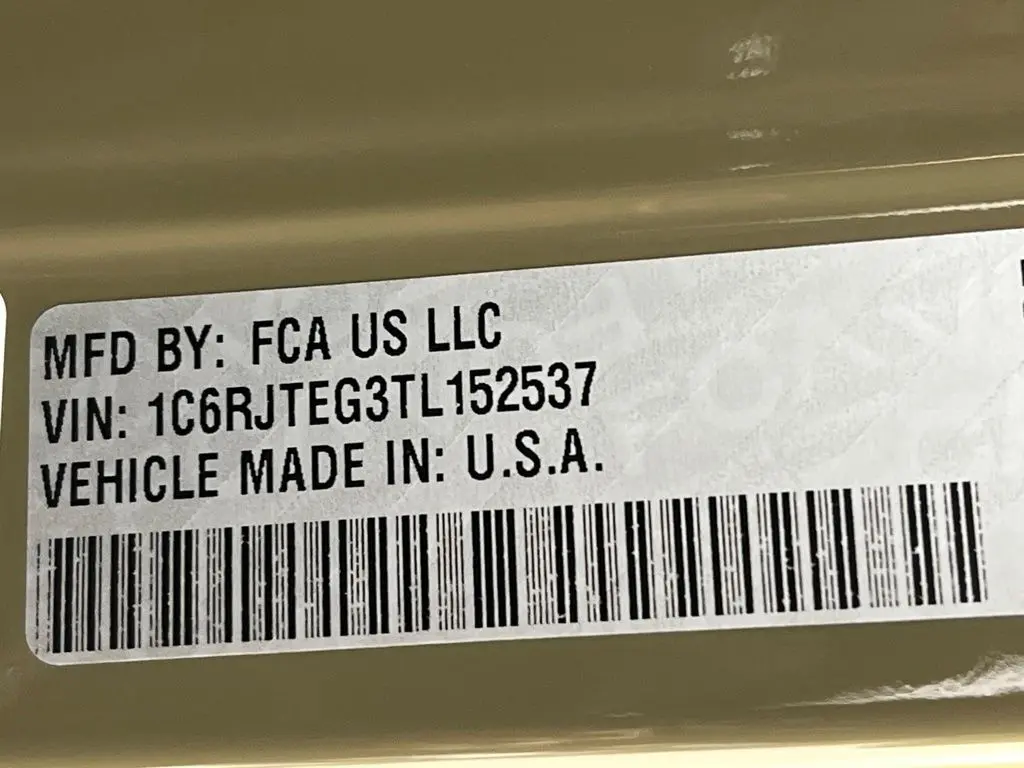 MFD BY: FCA US LLC
VIN: 1C6RJTEG3TL152537
VEHICLE MADE IN: U.S.A.